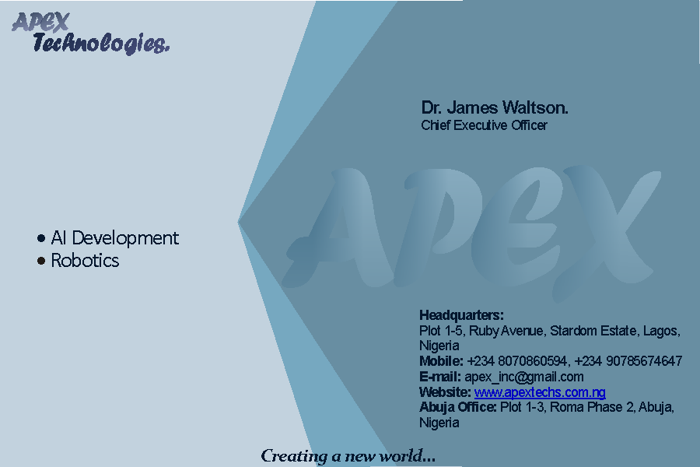 APEX
Technologies.
Dr. James Waltson.
Chief Executive Officer
APEX
• AI Development
• Robotics
Headquarters:
Plot 1-5, Ruby Avenue, Stardom Estate, Lagos,
Nigeria
Mobile: +234 8070860594, +234 90785674647
E-mail: apex_inc@gmail.com
Website: www.apextechs.com.ng
Abuja Office: Plot 1-3, Roma Phase 2, Abuja,
Nigeria
Creating a new world...